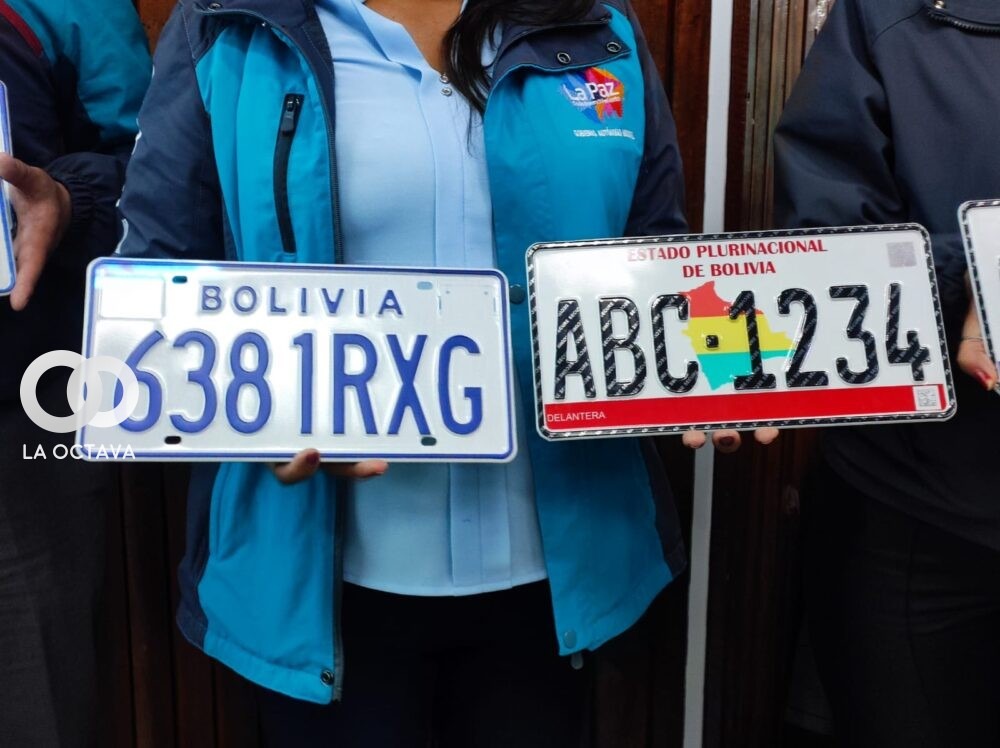 La Paz
BOLIVIA
6381RXG
ESTADO PLURINACIONAL
DE BOLIVIA
ABC·1234
DELANTERA
LA OCTAVA